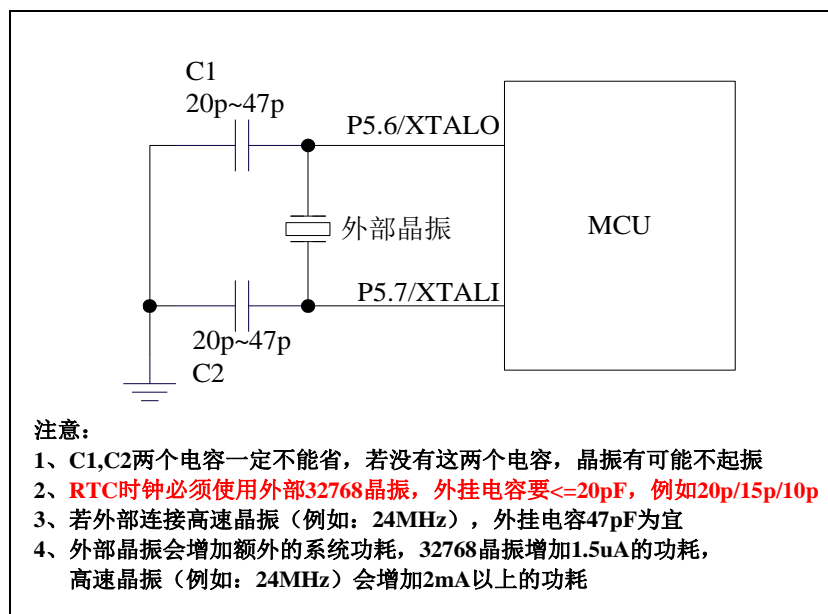 C1
20p~47p
P5.6/XTALO
外部晶振
MCU
P5.7/XTALI
20p~47p
C2
注意：
1、C1,C2两个电容一定不能省，若没有这两个电容，晶振有可能不起振
2、RTC时钟必须使用外部32768晶振，外挂电容要<=20pF，例如20p/15p/10p
3、若外部连接高速晶振（例如：24MHz），外挂电容47pF为宜
4、外部晶振会增加额外的系统功耗，32768晶振增加1.5uA的功耗，
高速晶振（例如：24MHz）会增加2mA以上的功耗